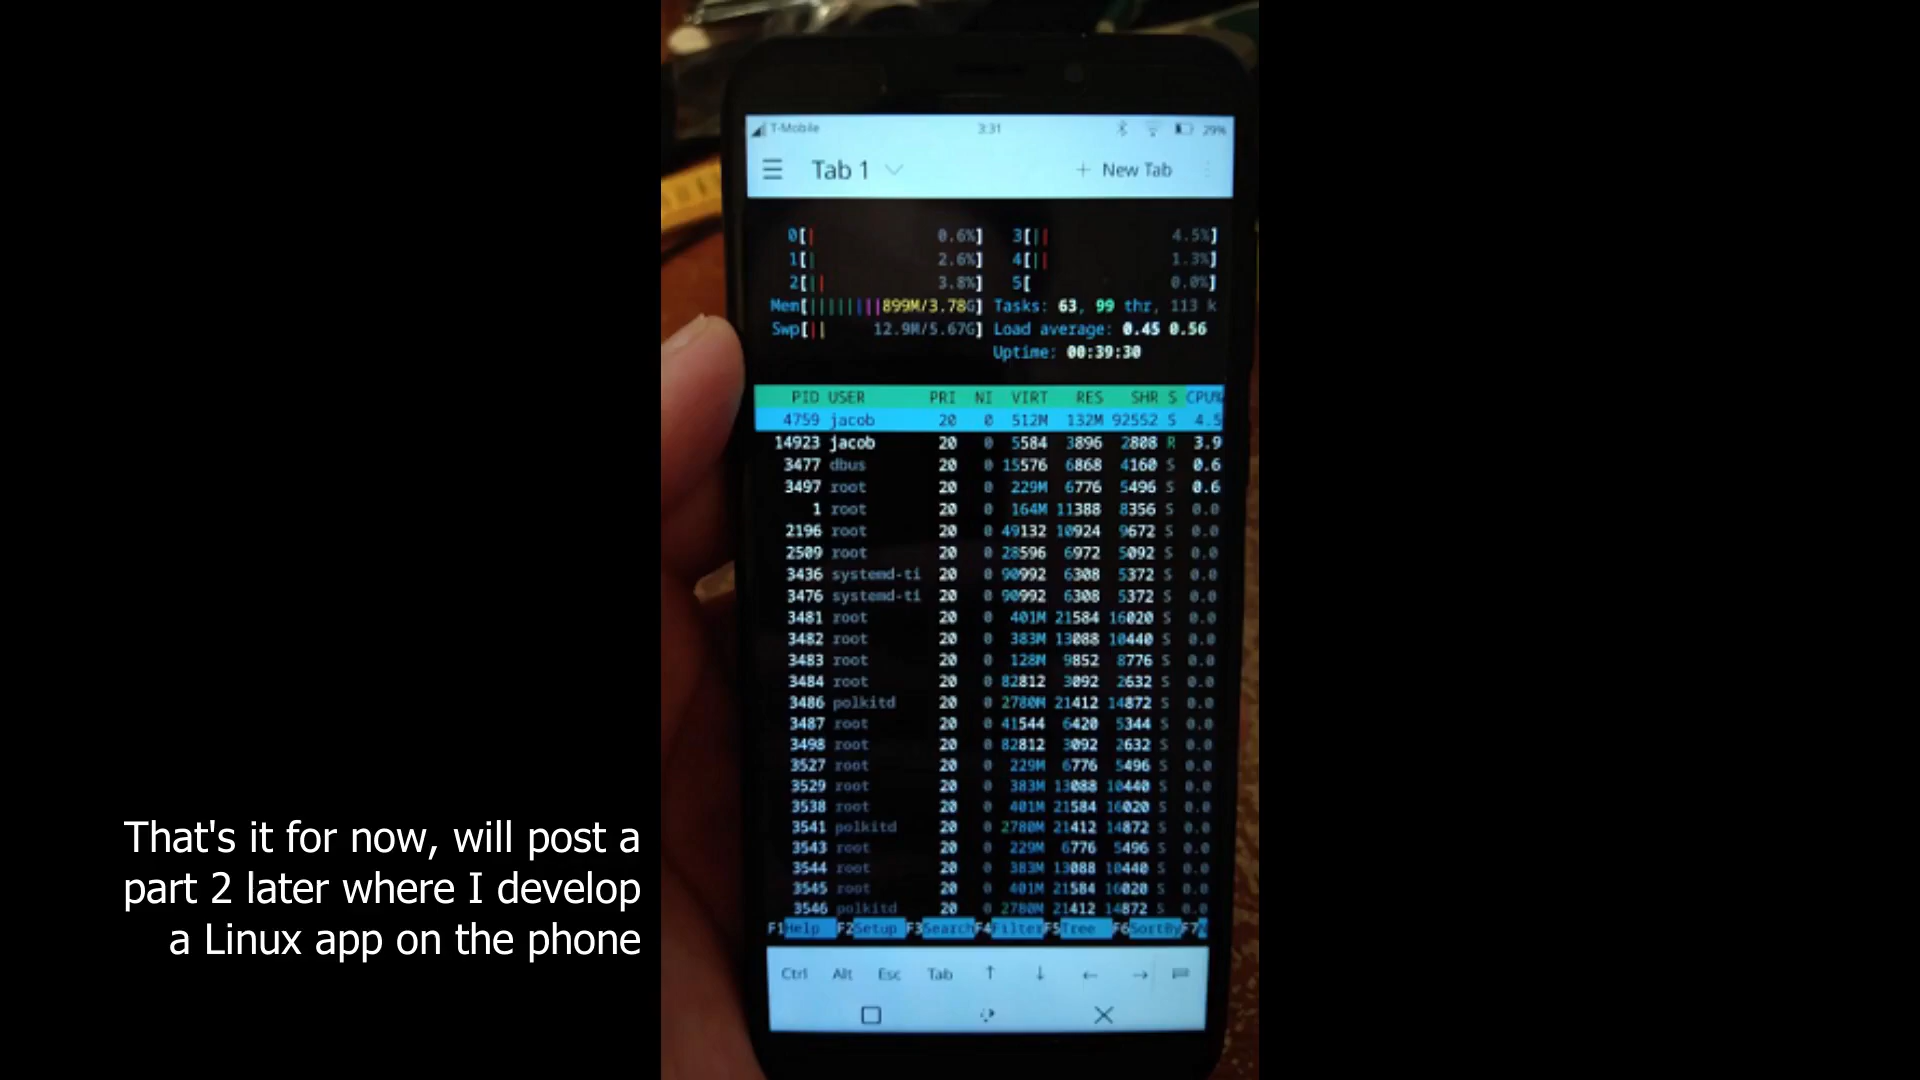 T-Mobile 3:31 29%
Tab 1 + New Tab
0[| 0.6%] 3[|| 4.5%]
1[| 2.6%] 4[|| 1.3%]
2[|| 3.8%] 5[ 0.0%]
Mem[||||||||||899M/3.78G] Tasks: 63, 99 thr, 113 k
Swp[|| 12.9M/5.67G] Load average: 0.45 0.56
Uptime: 00:39:30
PID USER PRI NI VIRT RES SHR S CPU%
4759 jacob 20 0 512M 132M 92552 S 4.5
14923 jacob 20 0 5584 3896 2808 R 3.9
3477 dbus 20 0 15576 6868 4160 S 0.6
3497 root 20 0 229M 6776 5496 S 0.6
1 root 20 0 164M 11388 8356 S 0.0
2196 root 20 0 49132 10924 9672 S 0.0
2509 root 20 0 28596 6972 5092 S 0.0
3436 systemd-ti 20 0 90992 6308 5372 S 0.0
3476 systemd-ti 20 0 90992 6308 5372 S 0.0
3481 root 20 0 401M 21584 16020 S 0.0
3482 root 20 0 383M 13088 10440 S 0.0
3483 root 20 0 128M 9852 8776 S 0.0
3484 root 20 0 82812 3092 2632 S 0.0
3486 polkitd 20 0 2780M 21412 14872 S 0.0
3487 root 20 0 41544 6420 5344 S 0.0
3498 root 20 0 82812 3092 2632 S 0.0
3527 root 20 0 229M 6776 5496 S 0.0
3529 root 20 0 383M 13088 10440 S 0.0
3538 root 20 0 401M 21584 16020 S 0.0
3541 polkitd 20 0 2780M 21412 14872 S 0.0
3543 root 20 0 229M 6776 5496 S 0.0
3544 root 20 0 383M 13088 10440 S 0.0
3545 root 20 0 401M 21584 16020 S 0.0
3546 polkitd 20 0 2780M 21412 14872 S 0.0
F1Help F2Setup F3SearchF4FilterF5Tree F6SortByF7N
Ctrl Alt Esc Tab ↑ ↓ ← →
That's it for now, will post a
part 2 later where I develop
a Linux app on the phone